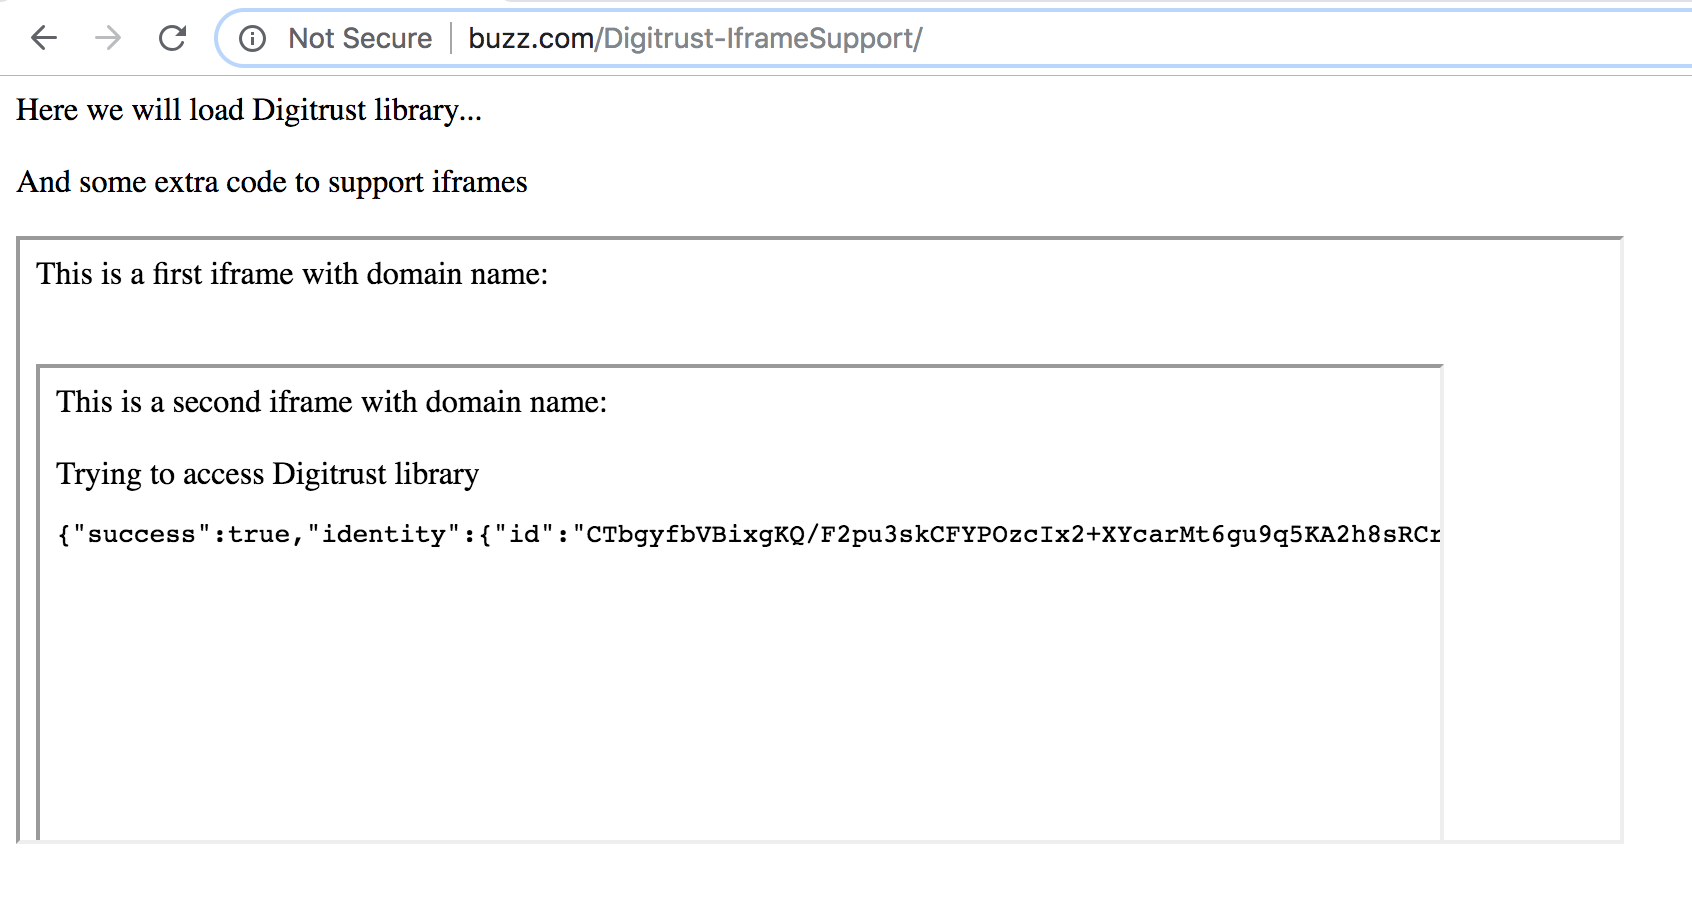 Not Secure | buzz.com/Digitrust-IframeSupport/
Here we will load Digitrust library...
And some extra code to support iframes
This is a first iframe with domain name:
This is a second iframe with domain name:
Trying to access Digitrust library
{"success":true,"identity":{"id":"CTbgyfbVBixgKQ/F2pu3skCFYPOzcIx2+XYcarMt6gu9q5KA2h8sRCr